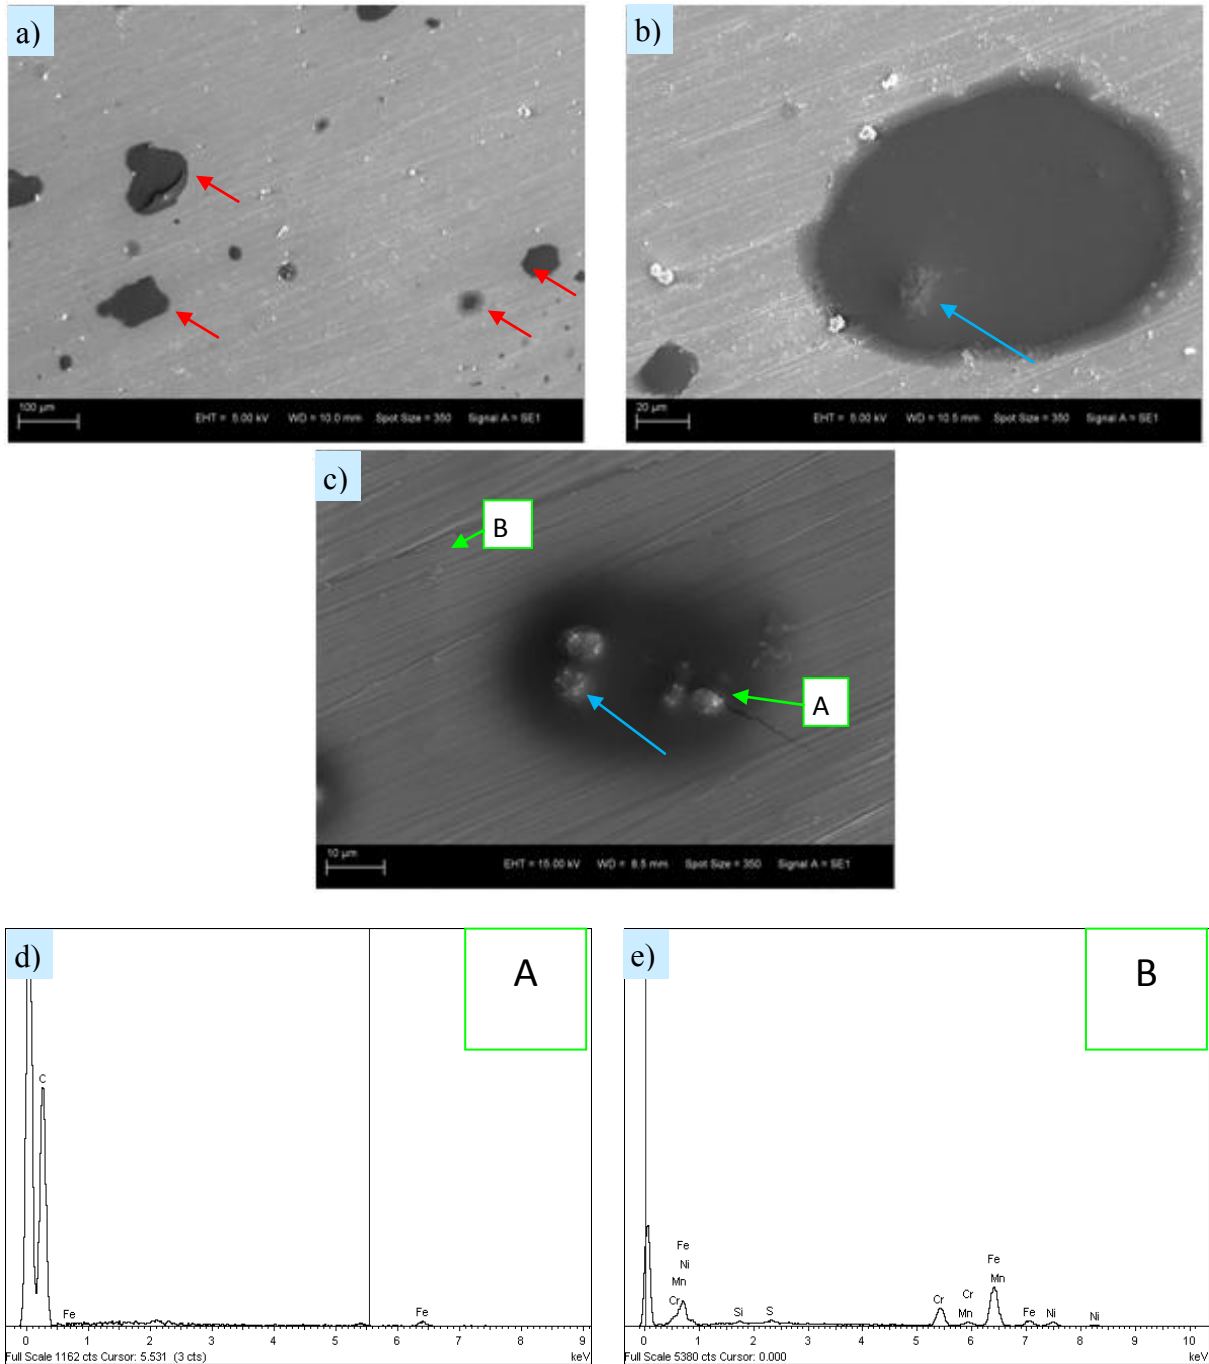 a)
100 µm
EHT = 5.00 kV WD = 10.0 mm Spot Size = 350 Signal A = SE1
b)
20 µm
EHT = 5.00 kV WD = 10.5 mm Spot Size = 350 Signal A = SE1
c)
B
A
10 µm
EHT = 15.00 kV WD = 8.5 mm Spot Size = 350 Signal A = SE1
d)
A
C
Fe
Fe
0 1 2 3 4 5 6 7 8 9
Full Scale 1162 cts Cursor: 5.531 (3 cts)
keV
e)
B
Fe
Ni
Mn
Cr
Si
S
Cr
Cr
Mn
Fe
Mn
Fe
Ni
Ni
0 1 2 3 4 5 6 7 8 9 10
Full Scale 5380 cts Cursor: 0.000
keV